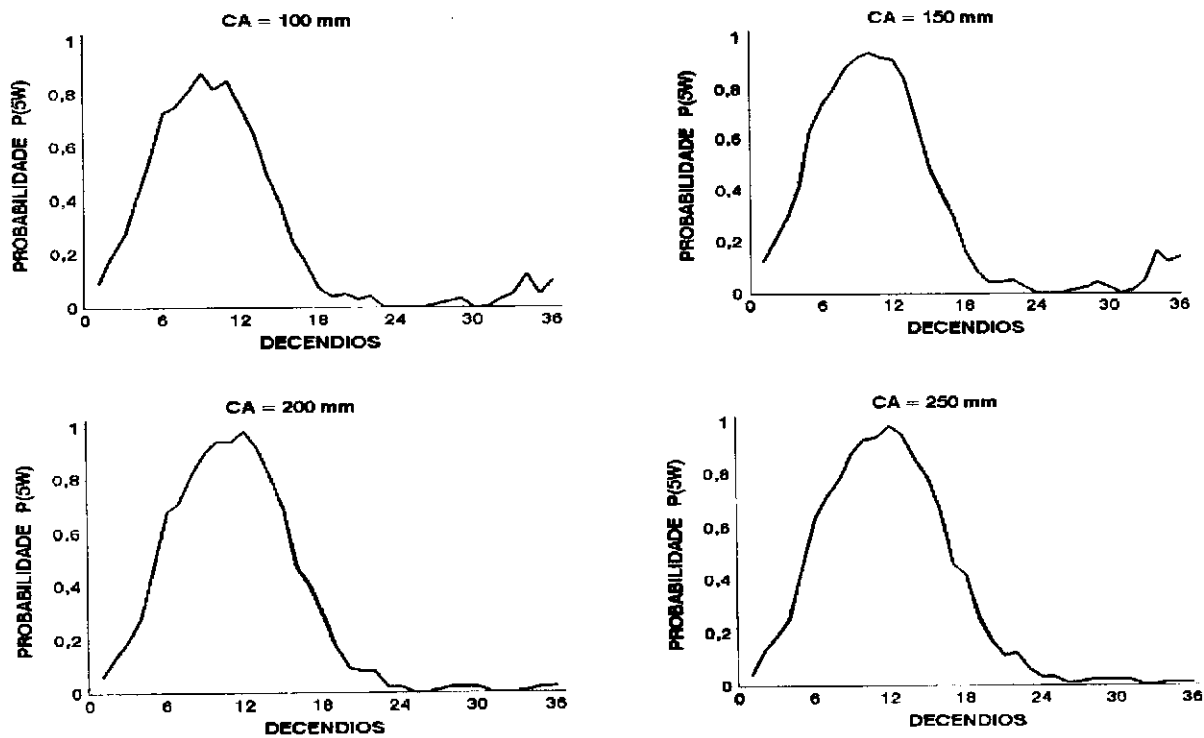 CA = 100 mm
PROBABILIDADE P(5W)
1
0,8
0,6
0,4
0,2
0
0 6 12 18 24 30 36
DECENDIOS
CA = 150 mm
PROBABILIDADE P(5W)
1
0,8
0,6
0,4
0,2
0
0 6 12 18 24 30 36
DECENDIOS
CA = 200 mm
PROBABILIDADE P(5W)
1
0,8
0,6
0,4
0,2
0
0 6 12 18 24 30 36
DECENDIOS
CA = 250 mm
PROBABILIDADE P(5W)
1
0,8
0,6
0,4
0,2
0
0 6 12 18 24 30 36
DECENDIOS